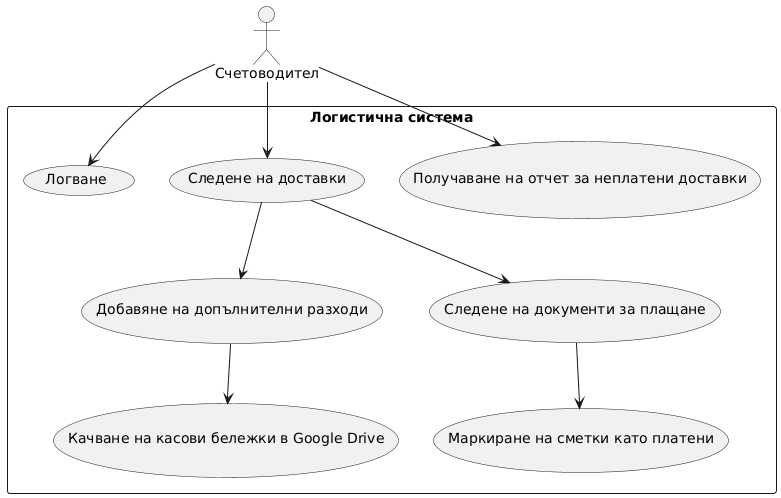 Счетоводител
Логистична система
Логване
Следене на доставки
Получаване на отчет за неплатени доставки
Добавяне на допълнителни разходи
Следене на документи за плащане
Качване на касови бележки в Google Drive
Маркиране на сметки като платени